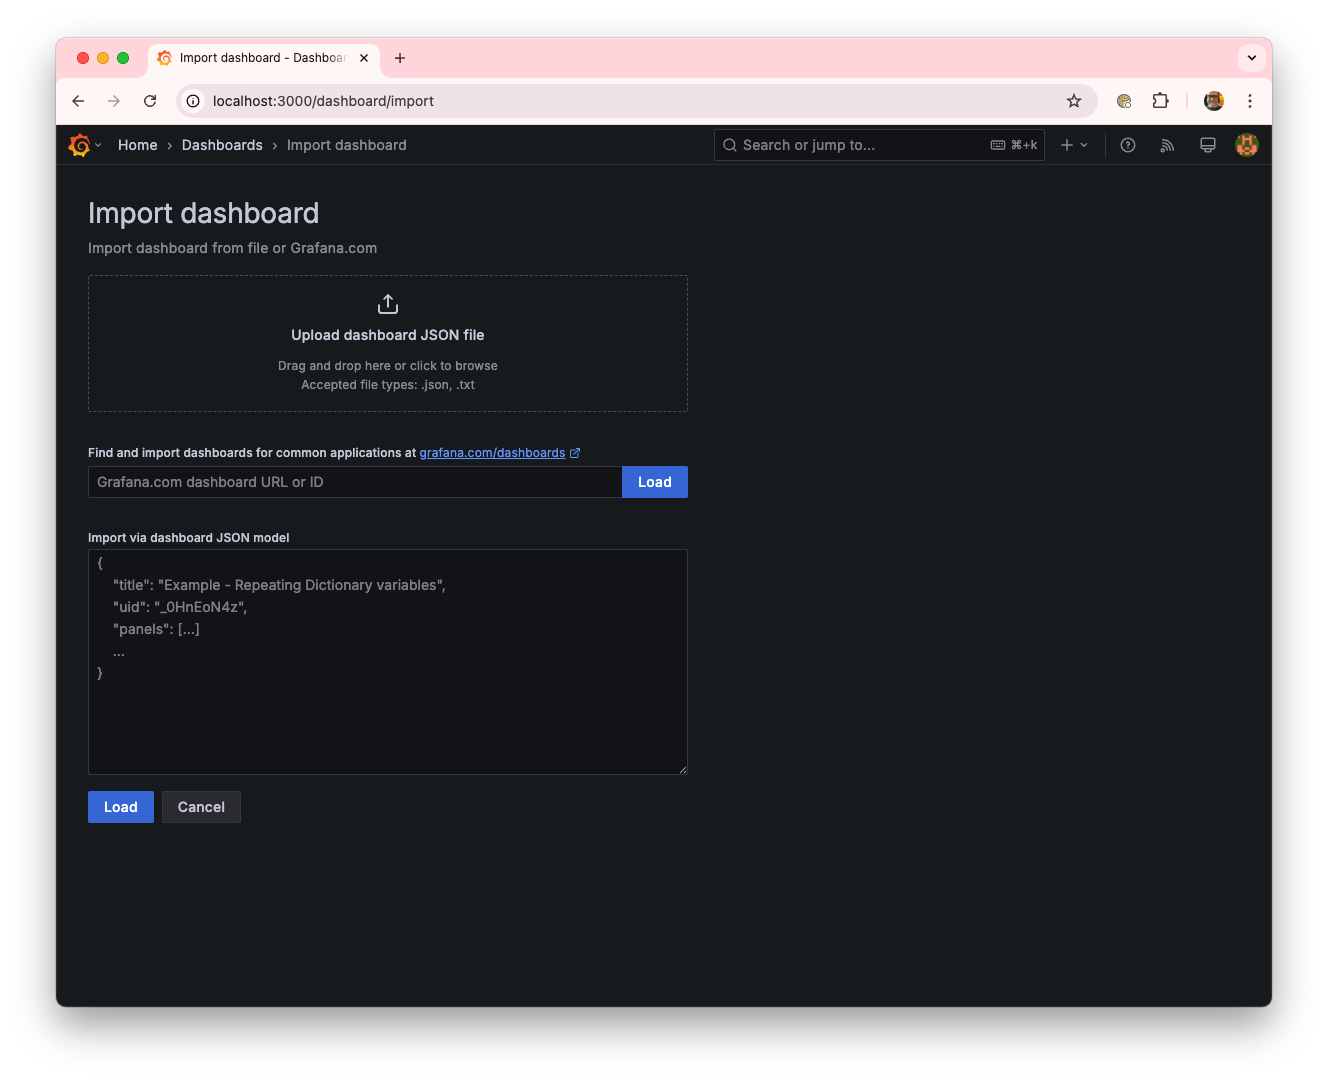 Import dashboard - Dashboar
localhost:3000/dashboard/import
Home › Dashboards › Import dashboard
Search or jump to...
⌘+k
Import dashboard
Import dashboard from file or Grafana.com
Upload dashboard JSON file
Drag and drop here or click to browse
Accepted file types: .json, .txt
Find and import dashboards for common applications at grafana.com/dashboards
Grafana.com dashboard URL or ID
Load
Import via dashboard JSON model
{
"title": "Example - Repeating Dictionary variables",
"uid": "_0HnEoN4z",
"panels": [...]
...
}
Load
Cancel